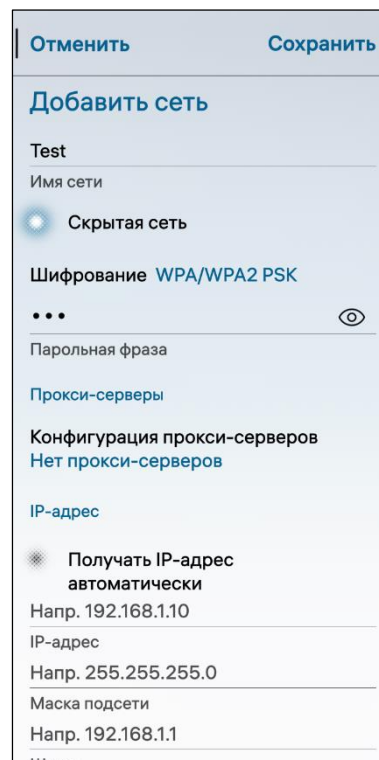 Отменить Сохранить
Добавить сеть
Test
Имя сети
Скрытая сеть
Шифрование WPA/WPA2 PSK
•••
Парольная фраза
Прокси-серверы
Конфигурация прокси-серверов
Нет прокси-серверов
IP-адрес
Получать IP-адрес
автоматически
Напр. 192.168.1.10
IP-адрес
Напр. 255.255.255.0
Маска подсети
Напр. 192.168.1.1